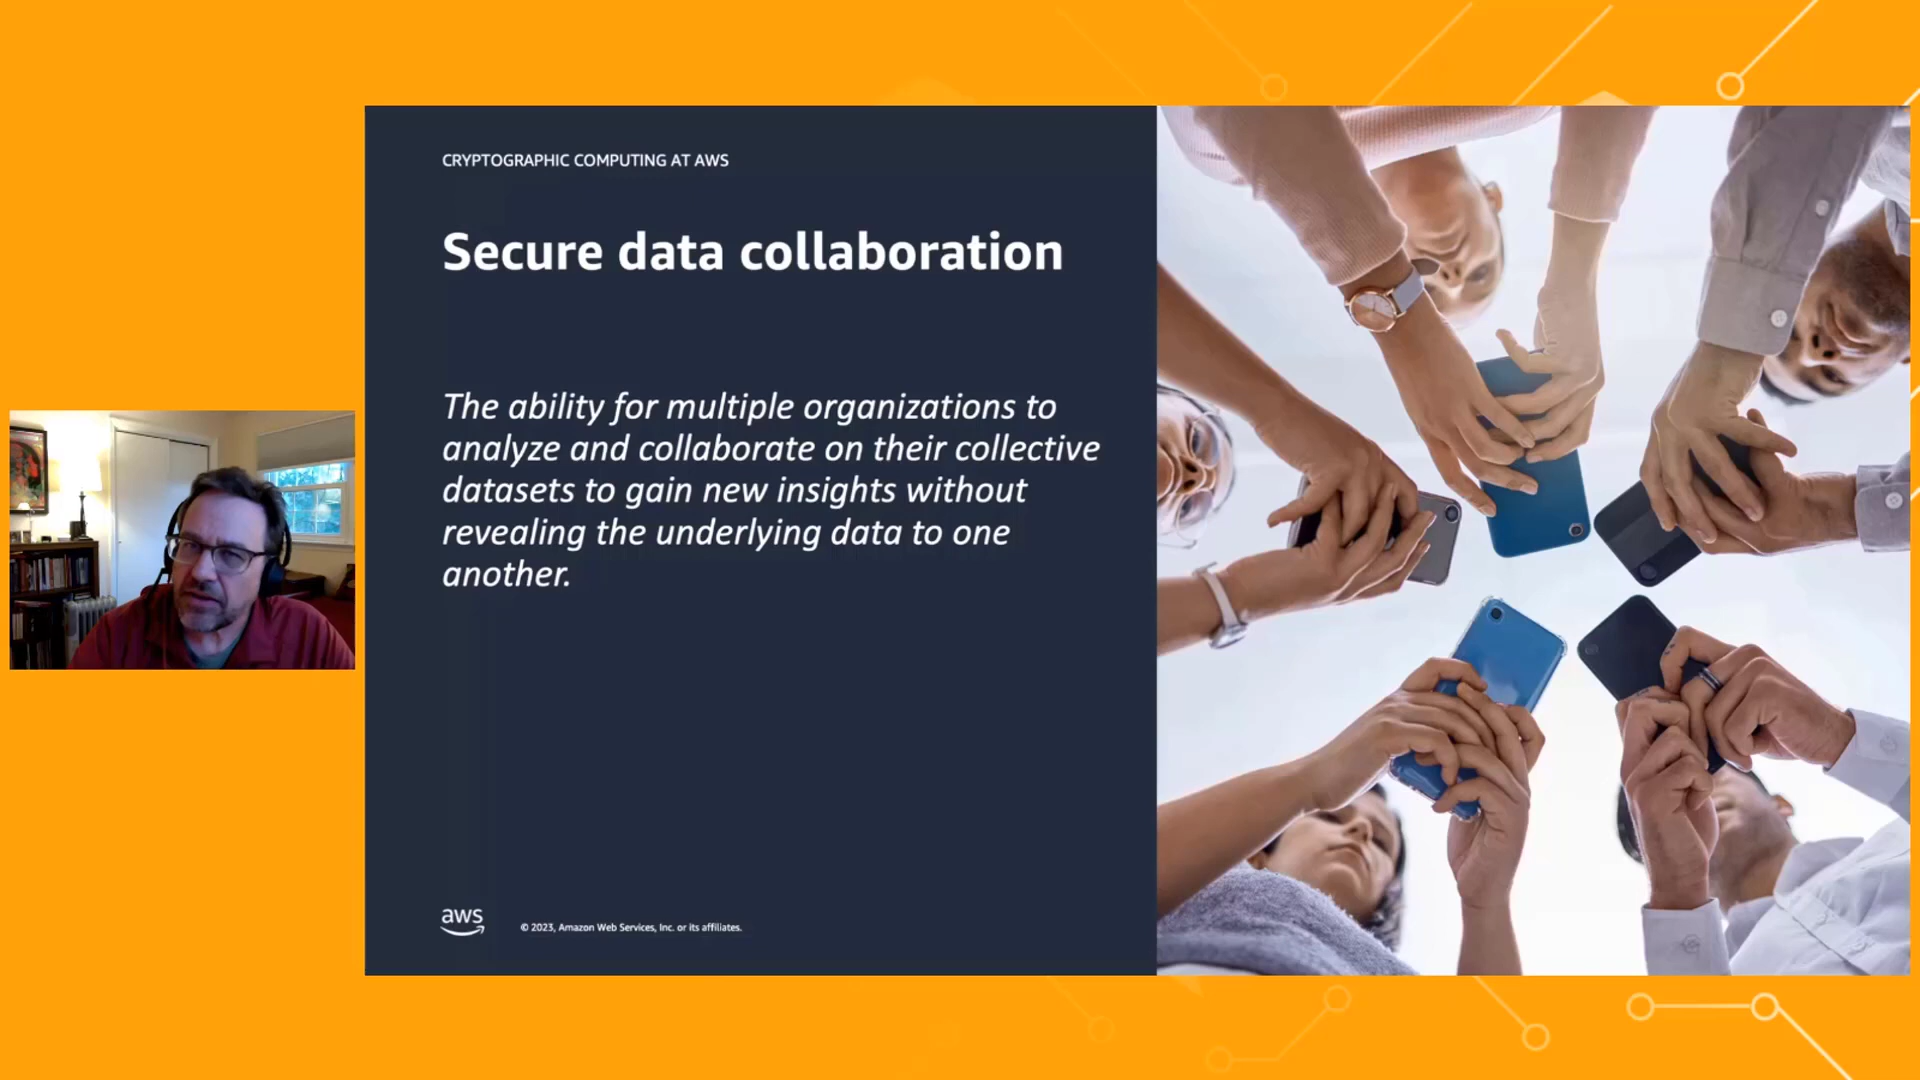 CRYPTOGRAPHIC COMPUTING AT AWS
Secure data collaboration
The ability for multiple organizations to
analyze and collaborate on their collective
datasets to gain new insights without
revealing the underlying data to one
another.
aws
© 2023, Amazon Web Services, Inc. or its affiliates.